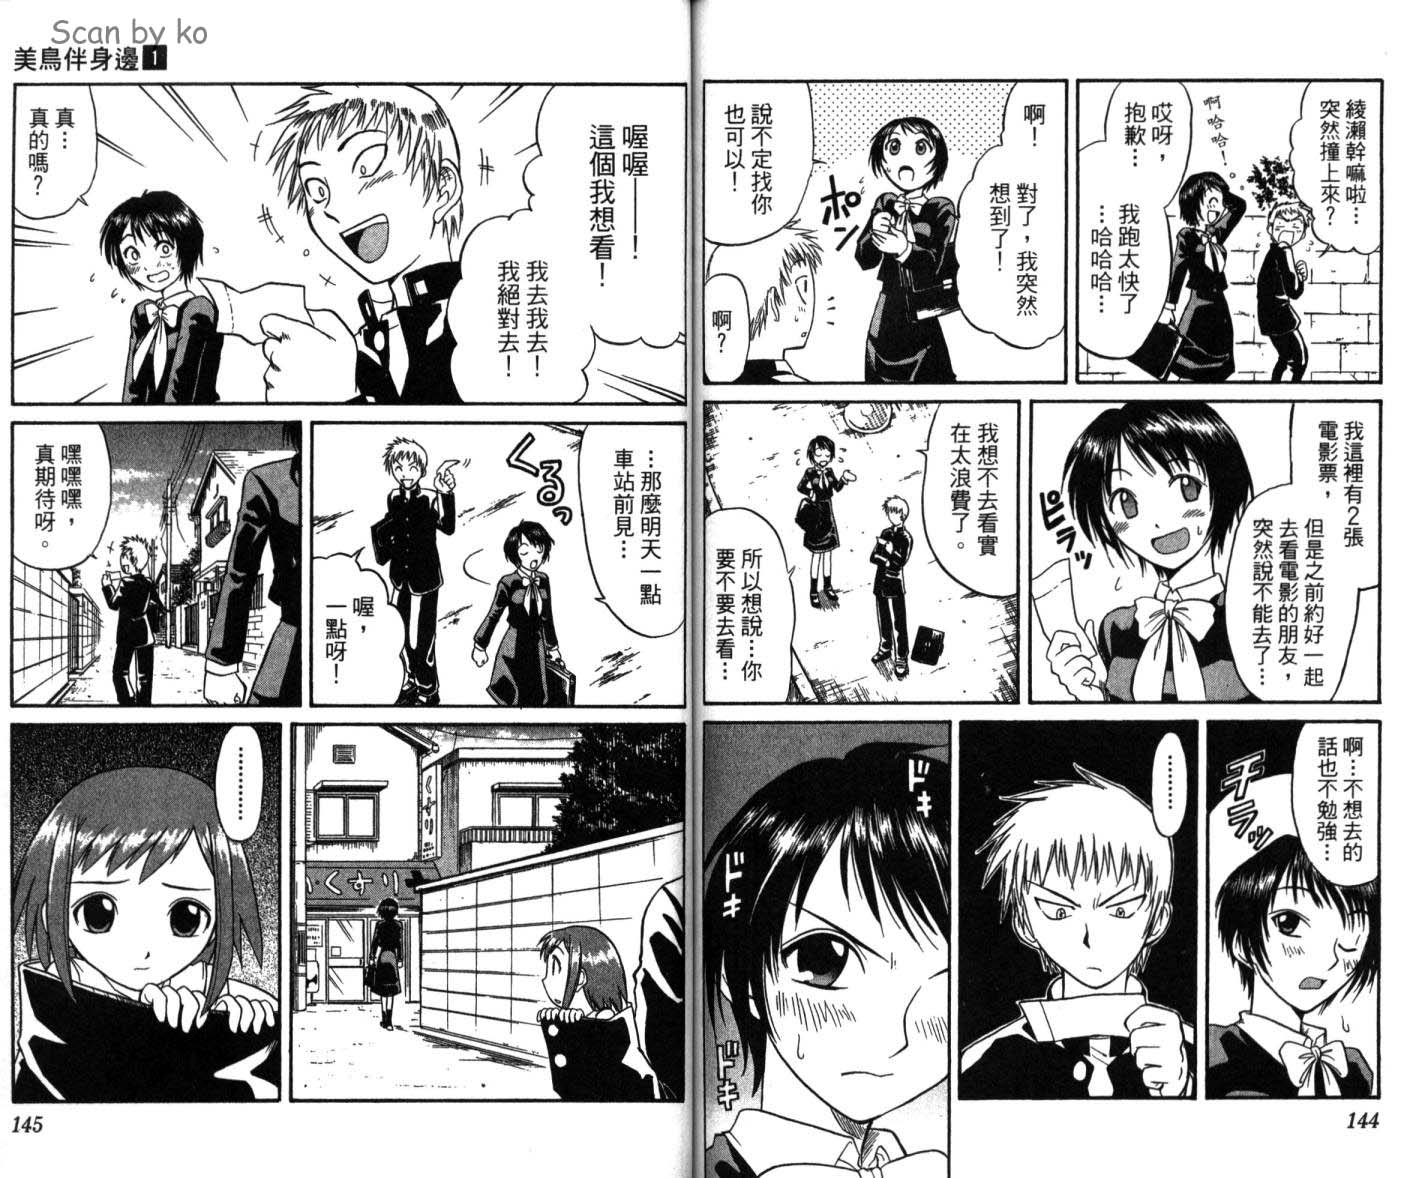 Scan by ko
美鳥伴身邊1
綾瀨幹嘛啦…
突然撞上來？
啊哈哈！
哎呀，
抱歉…
我跑太快了
…哈哈哈…
啊！
對了，我突然
想到了！
說不定找你
也可以！
ポン
啊？
我這裡有2張
電影票，
但是之前約好一起
去看電影的朋友，
突然說不能去了…
ピラッ
我想不去看實
在太浪費了。
所以想說…你
要不要去看…
啊…不想去的
話也不勉強…
チラッ
…………
ドキ
ドキ
ドキ
144
喔喔——！
這個我想看！
我去我去！
我絕對去！
真…
真的嗎？
…那麼明天一點
車站前見…
くるっ
喔，
一點呀！
嘿嘿嘿，
真期待呀。
くすり
くすり
…………
145